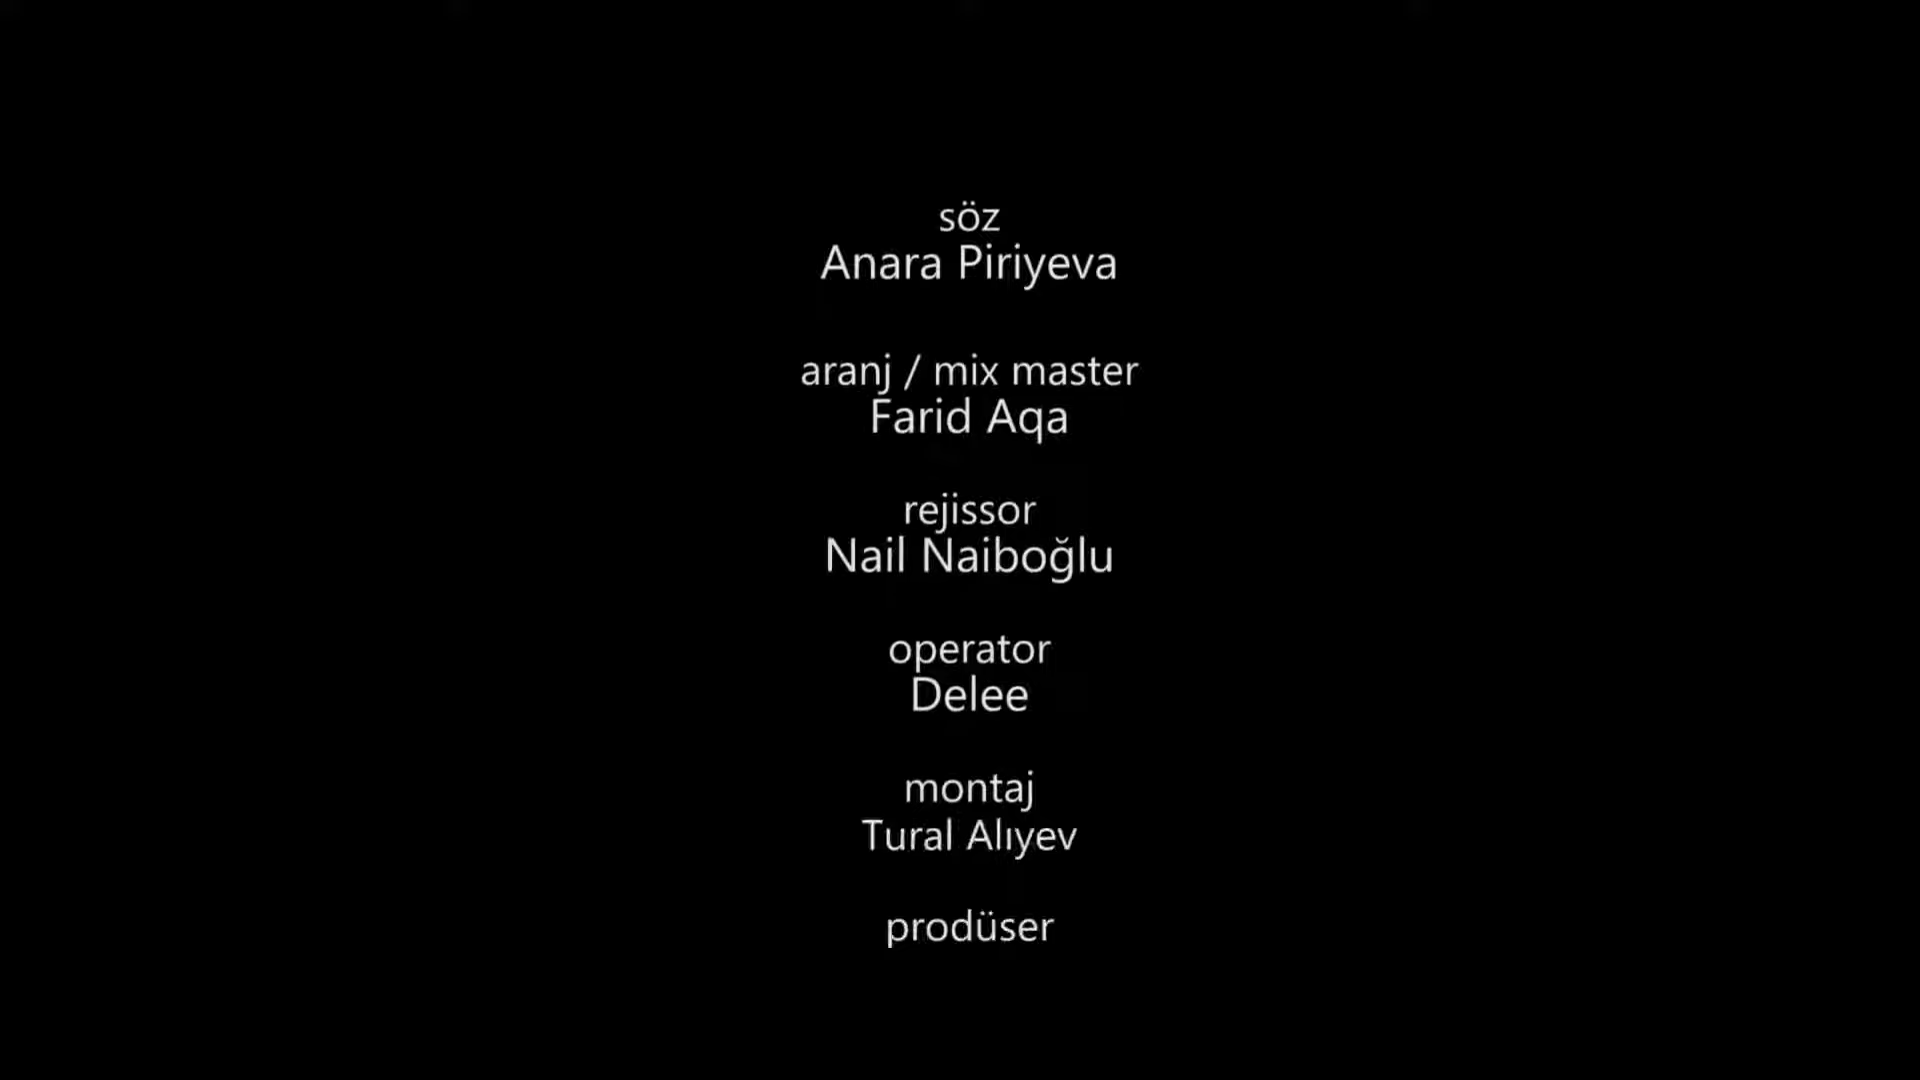 söz
Anara Piriyeva
aranj / mix master
Farid Aqa
rejissor
Nail Naiboğlu
operator
Delee
montaj
Tural Alıyev
prodüser